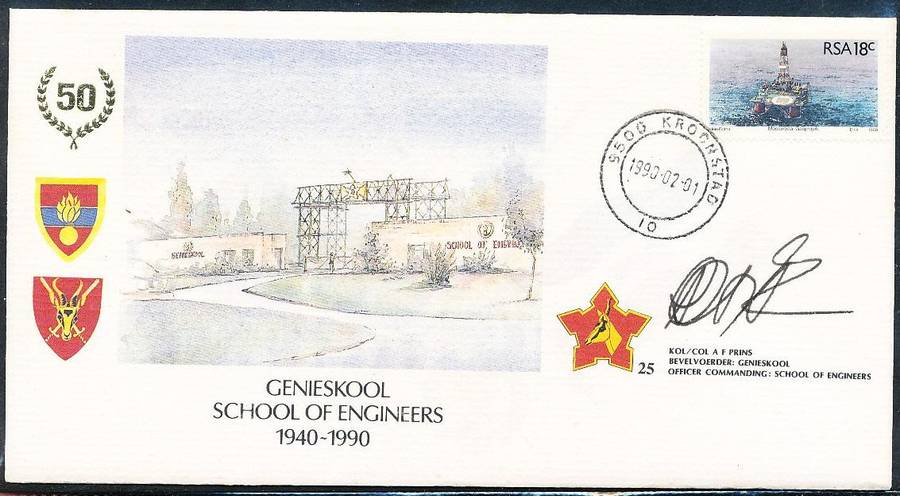 50
GENIESKOOL
SCHOOL OF ENGINEERS
1940-1990
GENIESKOOL
SCHOOL OF
RSA 18c
9500 KROONSTAD
1990-02-01
10
25
KOL/COL A F PRINS
BEVELVOERDER: GENIESKOOL
OFFICER COMMANDING: SCHOOL OF ENGINEERS